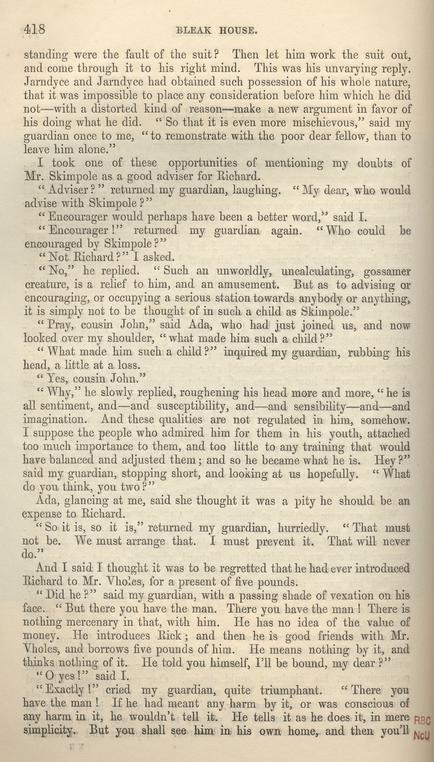 418 BLEAK HOUSE.
standing were the fault of the suit? Then let him work the suit out,
and come through it to his right mind. This was his unvarying reply.
Jarndyce and Jarndyce had obtained such possession of his whole nature,
that it was impossible to place any consideration before him which he did
not—with a distorted kind of reason—make a new argument in favor of
his doing what he did. "So that it is even more mischievous," said my
guardian once to me, "to remonstrate with the poor dear fellow, than to
leave him alone."
I took one of these opportunities of mentioning my doubts of
Mr. Skimpole as a good adviser for Richard.
"Adviser?" returned my guardian, laughing. "My dear, who would
advise with Skimpole?"
"Encourager would perhaps have been a better word," said I.
"Encourager!" returned my guardian again. "Who could be
encouraged by Skimpole?"
"Not Richard?" I asked.
"No," he replied. "Such an unworldly, uncalculating, gossamer
creature, is a relief to him, and an amusement. But as to advising or
encouraging, or occupying a serious station towards anybody or anything,
it is simply not to be thought of in such a child as Skimpole."
"Pray, cousin John," said Ada, who had just joined us, and now
looked over my shoulder, "what made him such a child?"
"What made him such a child?" inquired my guardian, rubbing his
head, a little at a loss.
"Yes, cousin John."
"Why," he slowly replied, roughening his head more and more, "he is
all sentiment, and—and susceptibility, and—and sensibility—and—and
imagination. And these qualities are not regulated in him, somehow.
I suppose the people who admired him for them in his youth, attached
too much importance to them, and too little to any training that would
have balanced and adjusted them; and so he became what he is. Hey?"
said my guardian, stopping short, and looking at us hopefully. "What
do you think, you two?"
Ada, glancing at me, said she thought it was a pity he should be an
expense to Richard.
"So it is, so it is," returned my guardian, hurriedly. "That must
not be. We must arrange that. I must prevent it. That will never
do."
And I said I thought it was to be regretted that he had ever introduced
Richard to Mr. Vholes, for a present of five pounds.
"Did he?" said my guardian, with a passing shade of vexation on his
face. "But there you have the man. There you have the man! There is
nothing mercenary in that, with him. He has no idea of the value of
money. He introduces Rick; and then he is good friends with Mr.
Vholes, and borrows five pounds of him. He means nothing by it, and
thinks nothing of it. He told you himself, I'll be bound, my dear?"
"O yes!" said I.
"Exactly!" cried my guardian, quite triumphant. "There you
have the man! If he had meant any harm by it, or was conscious of
any harm in it, he wouldn't tell it. He tells it as he does it, in mere
simplicity. But you shall see him in his own home, and then you'll
RBC
NcU